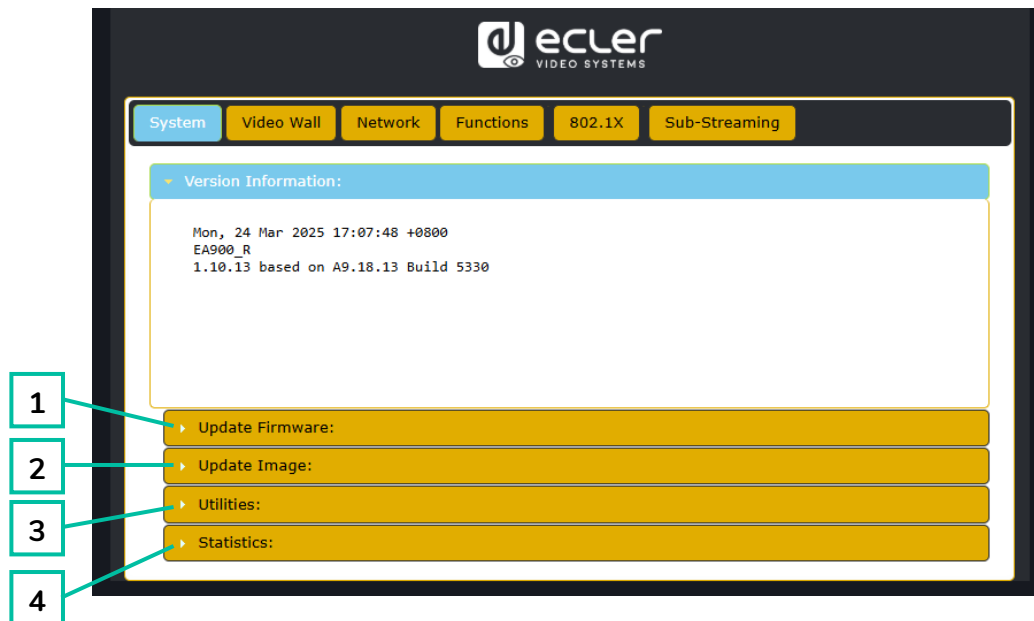 ecler
VIDEO SYSTEMS
System Video Wall Network Functions 802.1X Sub-Streaming
Version Information:
Mon, 24 Mar 2025 17:07:48 +0800
EA900_R
1.10.13 based on A9.18.13 Build 5330
1
Update Firmware:
2
Update Image:
3
Utilities:
4
Statistics: